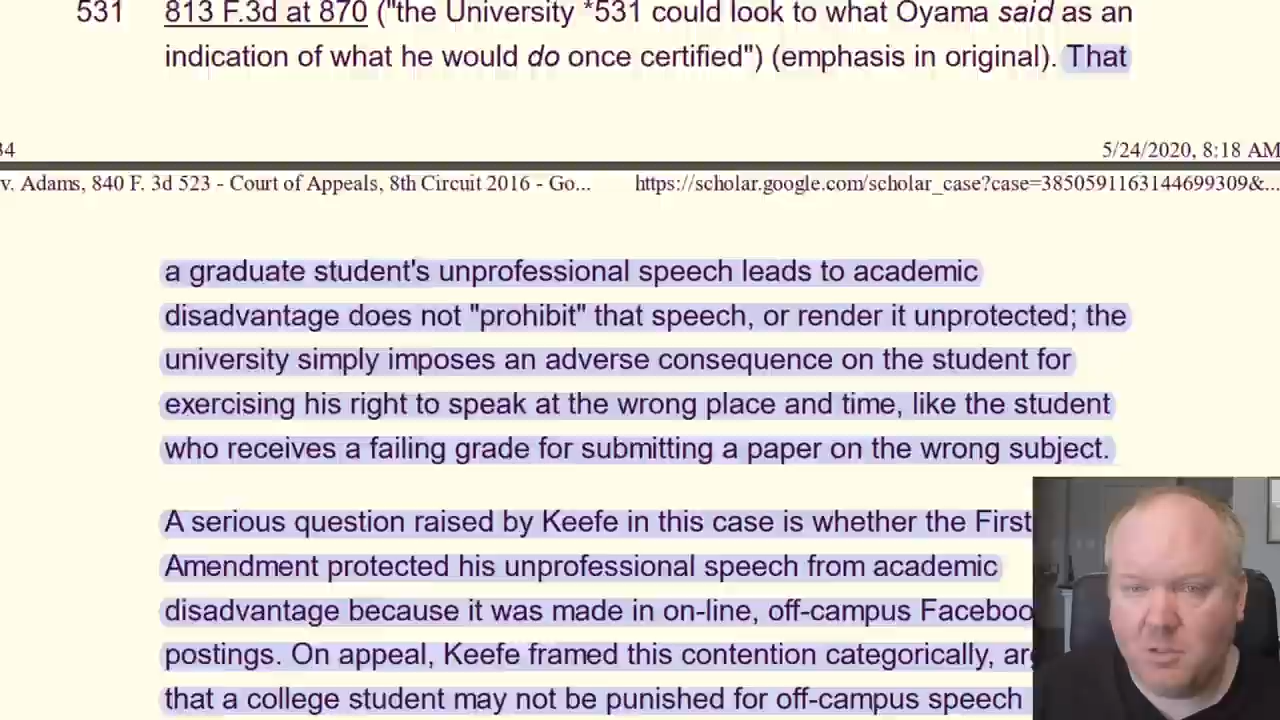 531 813 F.3d at 870 ("the University *531 could look to what Oyama said as an
indication of what he would do once certified") (emphasis in original). That
34
5/24/2020, 8:18 AM
v. Adams, 840 F. 3d 523 - Court of Appeals, 8th Circuit 2016 - Go... https://scholar.google.com/scholar_case?case=3850591163144699309&...
a graduate student's unprofessional speech leads to academic
disadvantage does not "prohibit" that speech, or render it unprotected; the
university simply imposes an adverse consequence on the student for
exercising his right to speak at the wrong place and time, like the student
who receives a failing grade for submitting a paper on the wrong subject.
A serious question raised by Keefe in this case is whether the First
Amendment protected his unprofessional speech from academic
disadvantage because it was made in on-line, off-campus Faceboo
postings. On appeal, Keefe framed this contention categorically,
that a college student may not be punished for off-campus speech